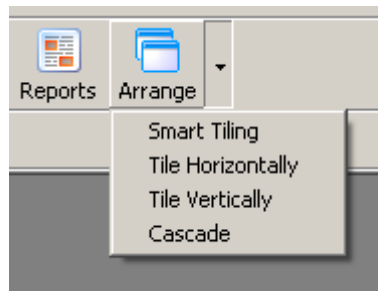 Reports Arrange
Smart Tiling
Tile Horizontally
Tile Vertically
Cascade